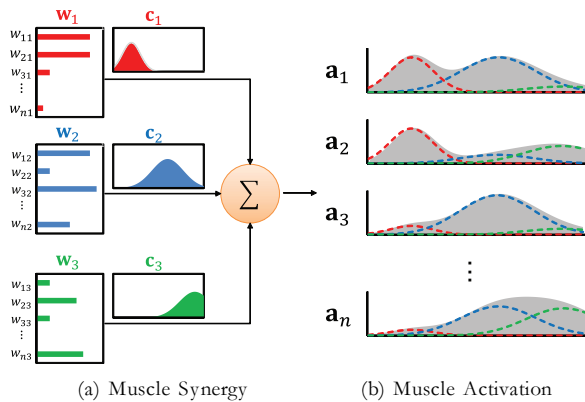 w₁ c₁
w₁₁
w₂₁
w₃₁
⋮
wₙ₁
w₂ c₂
w₁₂
w₂₂
w₃₂
⋮
wₙ₂
w₃ c₃
w₁₃
w₂₃
w₃₃
⋮
wₙ₃
∑
(a) Muscle Synergy
a₁
a₂
a₃
⋮
aₙ
(b) Muscle Activation